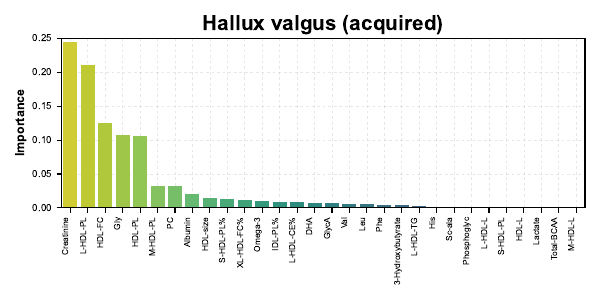 Hallux valgus (acquired)
Importance
0.25
0.20
0.15
0.10
0.05
0.00
Creatinine
L-HDL-PL
HDL-FC
Gly
HDL-PL
M-HDL-PL
PC
Albumin
HDL-size
S-HDL-PL%
XL-HDL-FC%
Omega-3
IDL-PL%
L-HDL-CE%
DHA
GlycA
Val
Leu
Phe
3-Hydroxybutyrate
L-HDL-TG
His
Sc-ala
Phosphoglyc
L-HDL-L
S-HDL-PL
HDL-L
Lactate
Total-BCAA
M-HDL-L